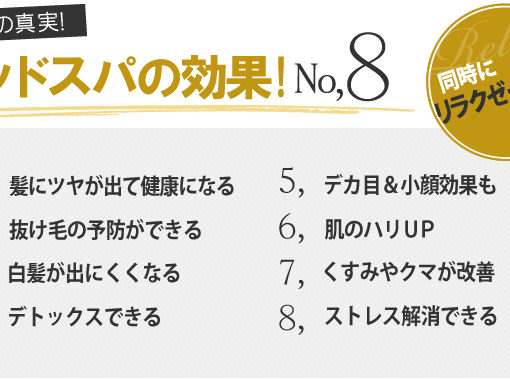 の真実!
ッドスパの効果! No,8
Rel
同時に
リラクゼ
髪にツヤが出て健康になる
抜け毛の予防ができる
白髪が出にくくなる
デトックスできる
5, デカ目&小顔効果も
6, 肌のハリUP
7, くすみやクマが改善
8, ストレス解消できる